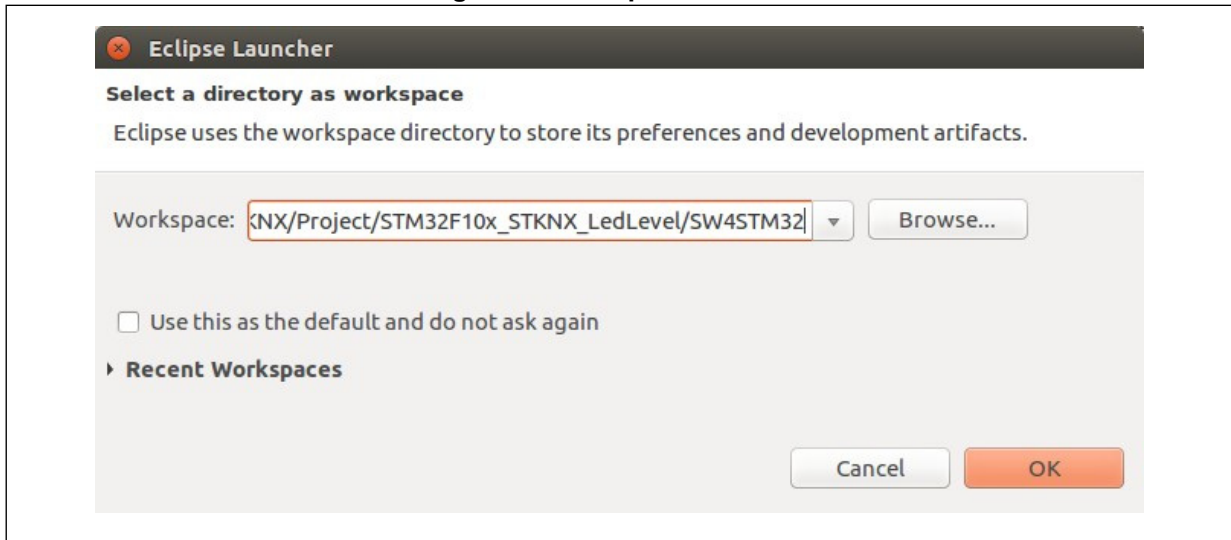 Eclipse Launcher
Select a directory as workspace
Eclipse uses the workspace directory to store its preferences and development artifacts.
Workspace: NX/Project/STM32F10x_STKNX_LedLevel/SW4STM32 Browse...
Use this as the default and do not ask again
Recent Workspaces
Cancel OK